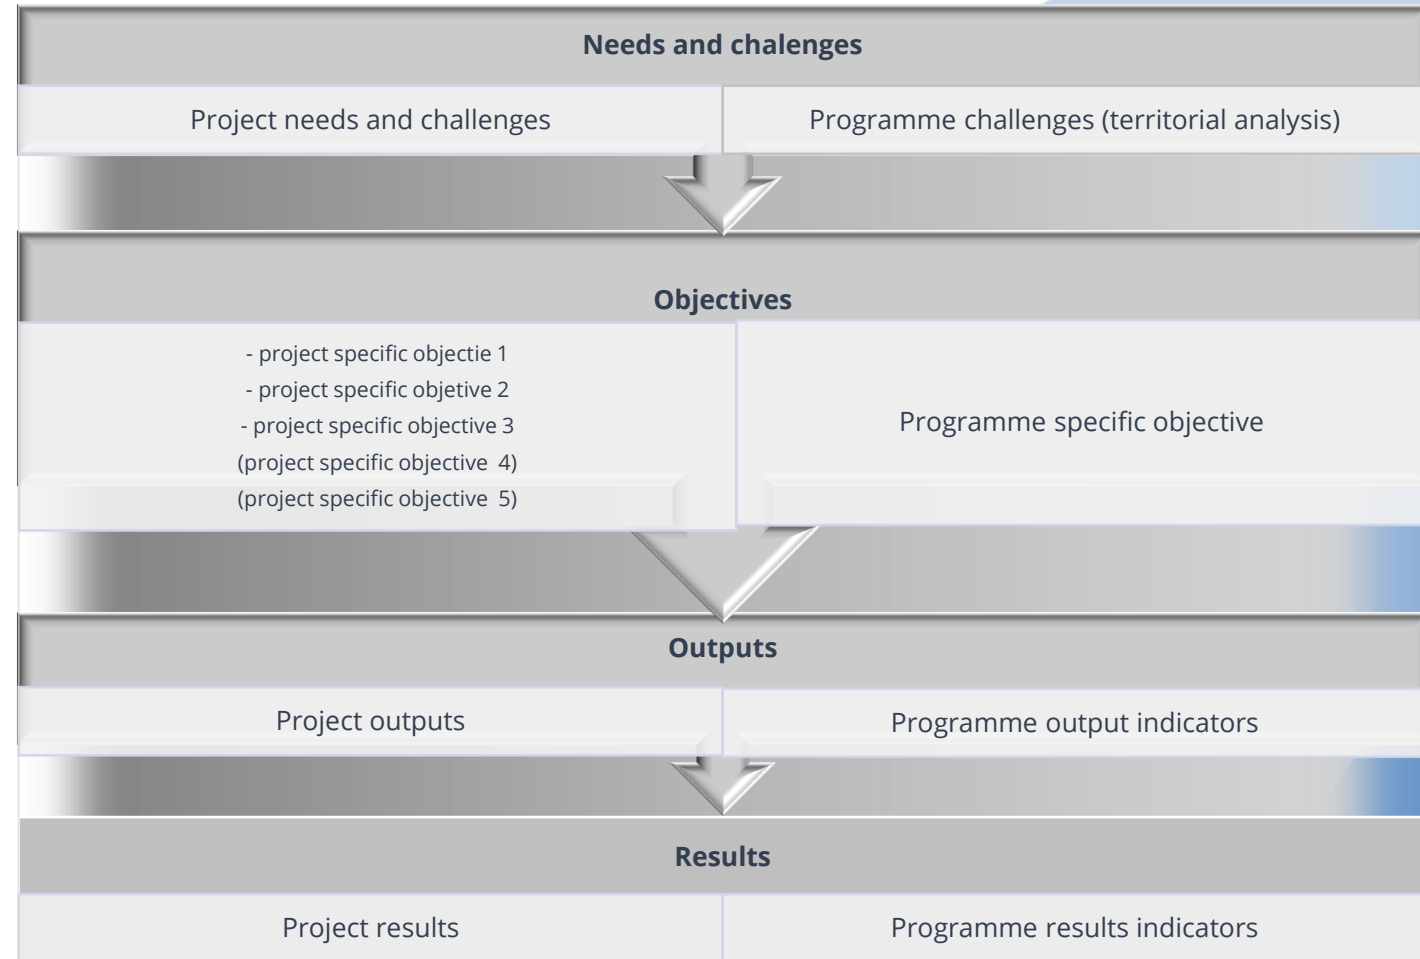 Needs and chalenges
Project needs and challenges
Programme challenges (territorial analysis)
Objectives
- project specific objectie 1
- project specific objetive 2
- project specific objective 3
(project specific objective  4)
(project specific objective  5)
Programme specific objective
Outputs
Project outputs
Programme output indicators
Results
Project results
Programme results indicators